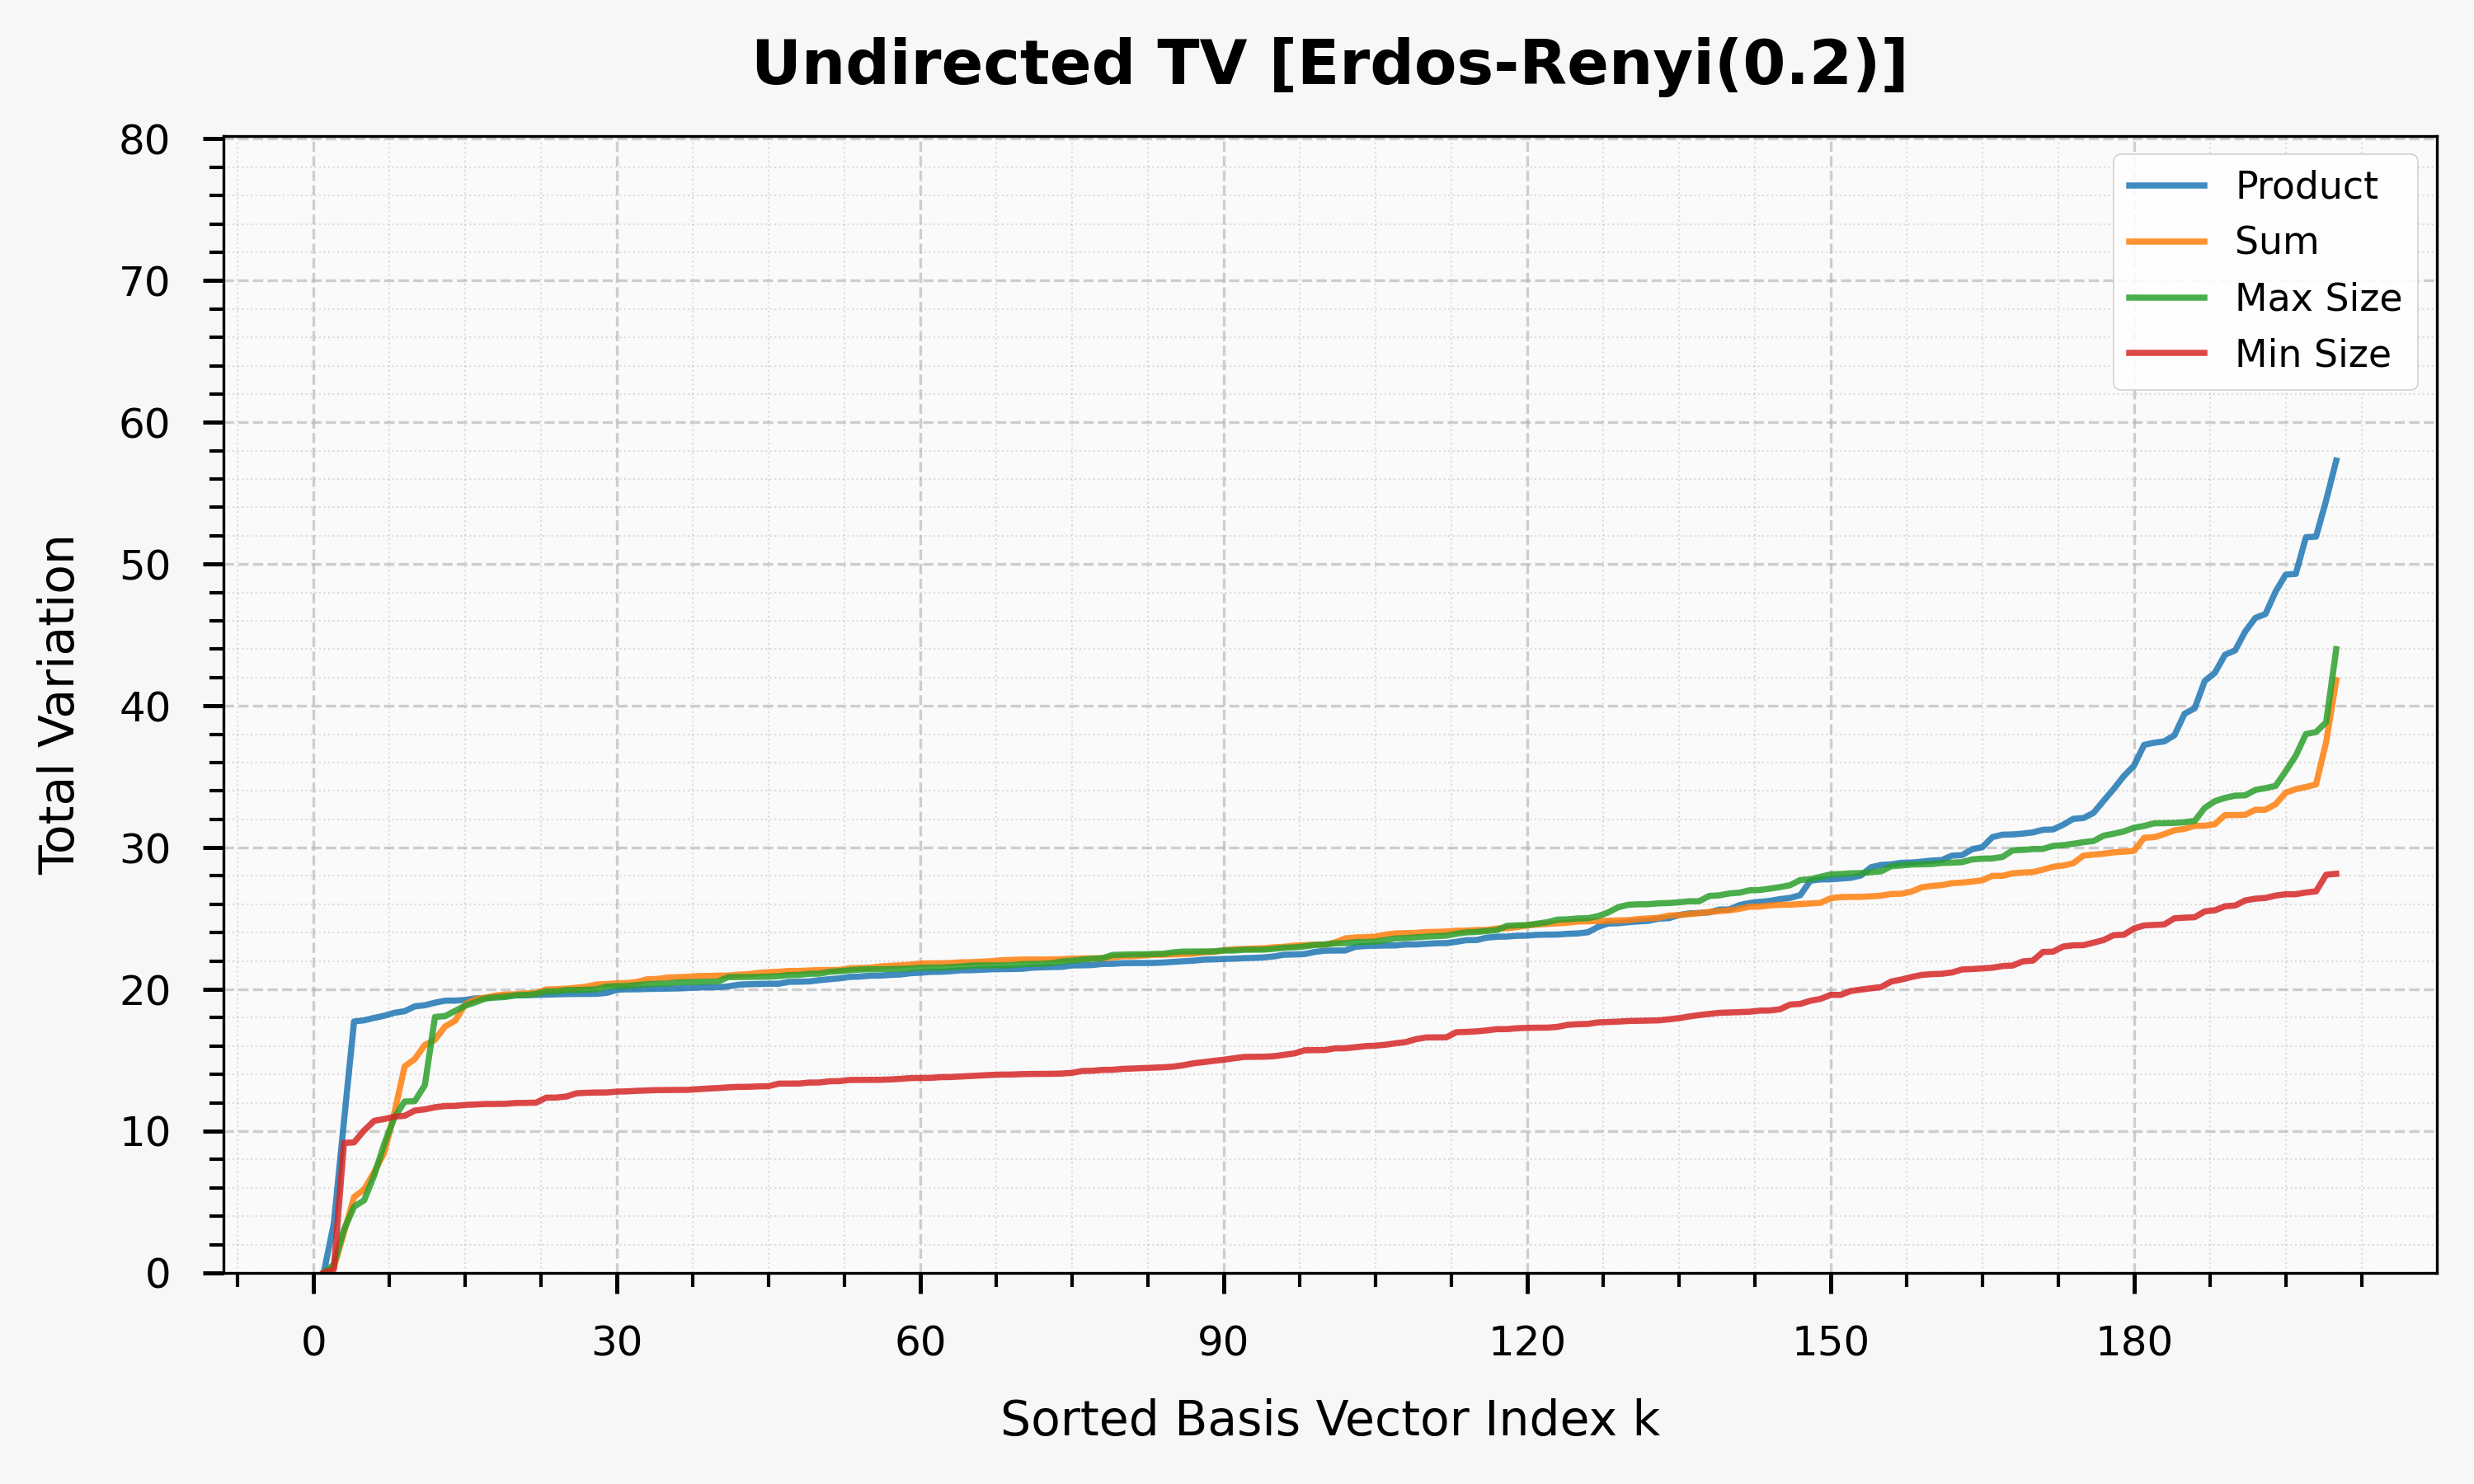 Undirected TV [Erdos-Renyi(0.2)]
80
70
60
50
40
30
20
10
0
Total Variation
Product
Sum
Max Size
Min Size
0 30 60 90 120 150 180
Sorted Basis Vector Index k